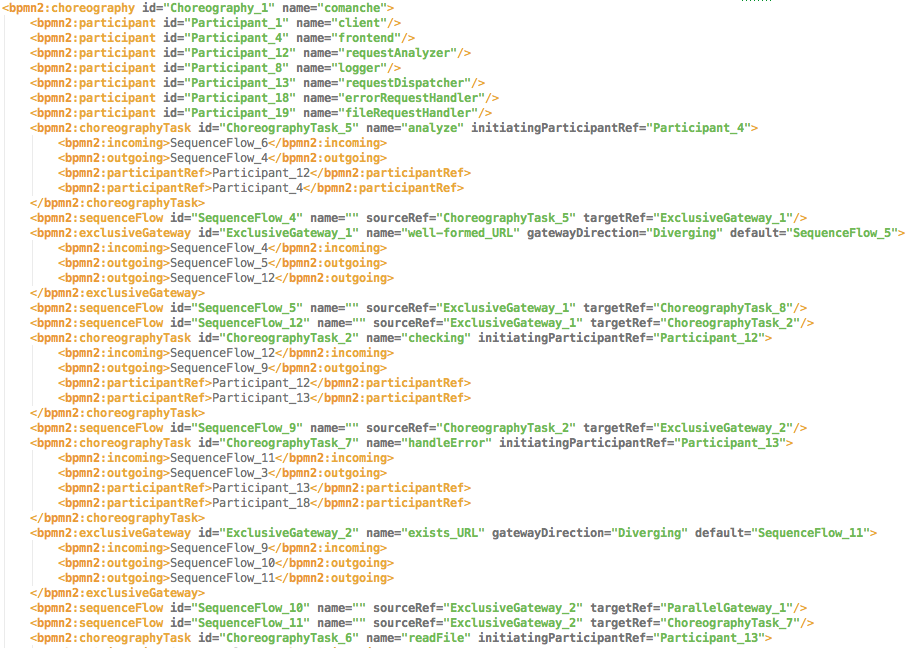 <bpmn2:choreography id="Choreography_1" name="comanche">
<bpmn2:participant id="Participant_1" name="client"/>
<bpmn2:participant id="Participant_4" name="frontend"/>
<bpmn2:participant id="Participant_12" name="requestAnalyzer"/>
<bpmn2:participant id="Participant_8" name="logger"/>
<bpmn2:participant id="Participant_13" name="requestDispatcher"/>
<bpmn2:participant id="Participant_18" name="errorRequestHandler"/>
<bpmn2:participant id="Participant_19" name="fileRequestHandler"/>
<bpmn2:choreographyTask id="ChoreographyTask_5" name="analyze" initiatingParticipantRef="Participant_4">
<bpmn2:incoming>SequenceFlow_6</bpmn2:incoming>
<bpmn2:outgoing>SequenceFlow_4</bpmn2:outgoing>
<bpmn2:participantRef>Participant_12</bpmn2:participantRef>
<bpmn2:participantRef>Participant_4</bpmn2:participantRef>
</bpmn2:choreographyTask>
<bpmn2:sequenceFlow id="SequenceFlow_4" name="" sourceRef="ChoreographyTask_5" targetRef="ExclusiveGateway_1"/>
<bpmn2:exclusiveGateway id="ExclusiveGateway_1" name="well-formed_URL" gatewayDirection="Diverging" default="SequenceFlow_5">
<bpmn2:incoming>SequenceFlow_4</bpmn2:incoming>
<bpmn2:outgoing>SequenceFlow_5</bpmn2:outgoing>
<bpmn2:outgoing>SequenceFlow_12</bpmn2:outgoing>
</bpmn2:exclusiveGateway>
<bpmn2:sequenceFlow id="SequenceFlow_5" name="" sourceRef="ExclusiveGateway_1" targetRef="ChoreographyTask_8"/>
<bpmn2:sequenceFlow id="SequenceFlow_12" name="" sourceRef="ExclusiveGateway_1" targetRef="ChoreographyTask_2"/>
<bpmn2:choreographyTask id="ChoreographyTask_2" name="checking" initiatingParticipantRef="Participant_12">
<bpmn2:incoming>SequenceFlow_12</bpmn2:incoming>
<bpmn2:outgoing>SequenceFlow_9</bpmn2:outgoing>
<bpmn2:participantRef>Participant_12</bpmn2:participantRef>
<bpmn2:participantRef>Participant_13</bpmn2:participantRef>
</bpmn2:choreographyTask>
<bpmn2:sequenceFlow id="SequenceFlow_9" name="" sourceRef="ChoreographyTask_2" targetRef="ExclusiveGateway_2"/>
<bpmn2:choreographyTask id="ChoreographyTask_7" name="handleError" initiatingParticipantRef="Participant_13">
<bpmn2:incoming>SequenceFlow_11</bpmn2:incoming>
<bpmn2:outgoing>SequenceFlow_3</bpmn2:outgoing>
<bpmn2:participantRef>Participant_13</bpmn2:participantRef>
<bpmn2:participantRef>Participant_18</bpmn2:participantRef>
</bpmn2:choreographyTask>
<bpmn2:exclusiveGateway id="ExclusiveGateway_2" name="exists_URL" gatewayDirection="Diverging" default="SequenceFlow_11">
<bpmn2:incoming>SequenceFlow_9</bpmn2:incoming>
<bpmn2:outgoing>SequenceFlow_10</bpmn2:outgoing>
<bpmn2:outgoing>SequenceFlow_11</bpmn2:outgoing>
</bpmn2:exclusiveGateway>
<bpmn2:sequenceFlow id="SequenceFlow_10" name="" sourceRef="ExclusiveGateway_2" targetRef="ParallelGateway_1"/>
<bpmn2:sequenceFlow id="SequenceFlow_11" name="" sourceRef="ExclusiveGateway_2" targetRef="ChoreographyTask_7"/>
<bpmn2:choreographyTask id="ChoreographyTask_6" name="readFile" initiatingParticipantRef="Participant_13">